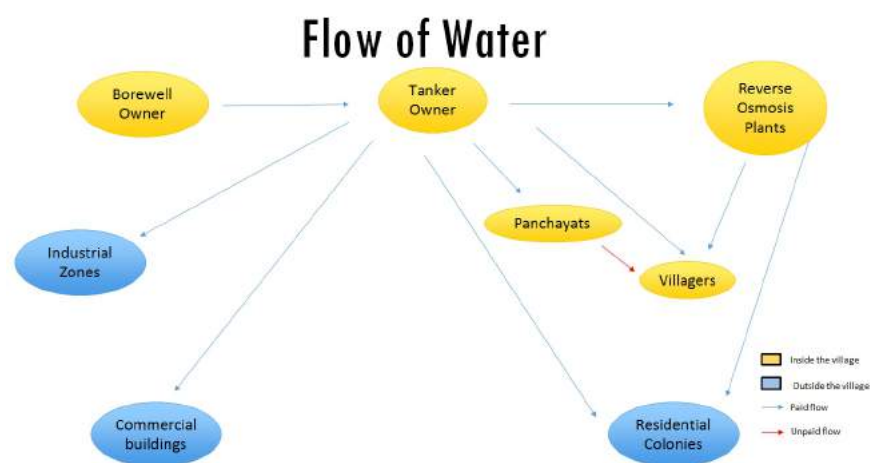 Flow of Water
Borewell
Owner
Tanker
Owner
Reverse
Osmosis
Plants
Panchayats
Industrial
Zones
Villagers
Inside the village
Outside the village
Paid flow
Unpaid flow
Commercial
buildings
Residential
Colonies